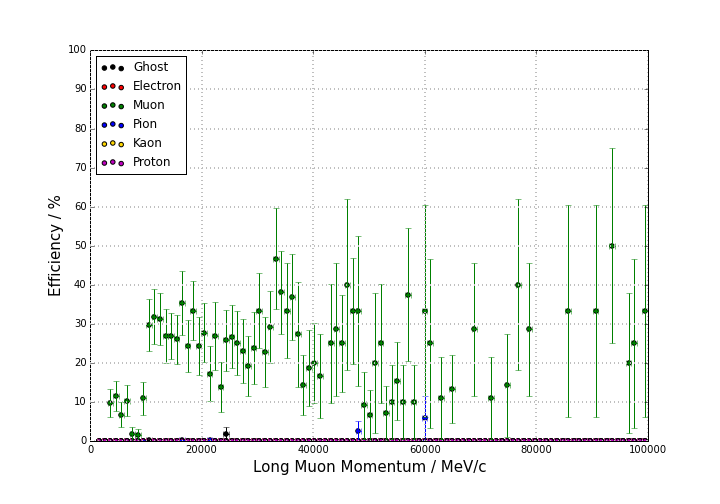 100
90
80
70
60
50
40
30
20
10
0
Efficiency / %
Ghost
Electron
Muon
Pion
Kaon
Proton
0 20000 40000 60000 80000 100000
Long Muon Momentum / MeV/c